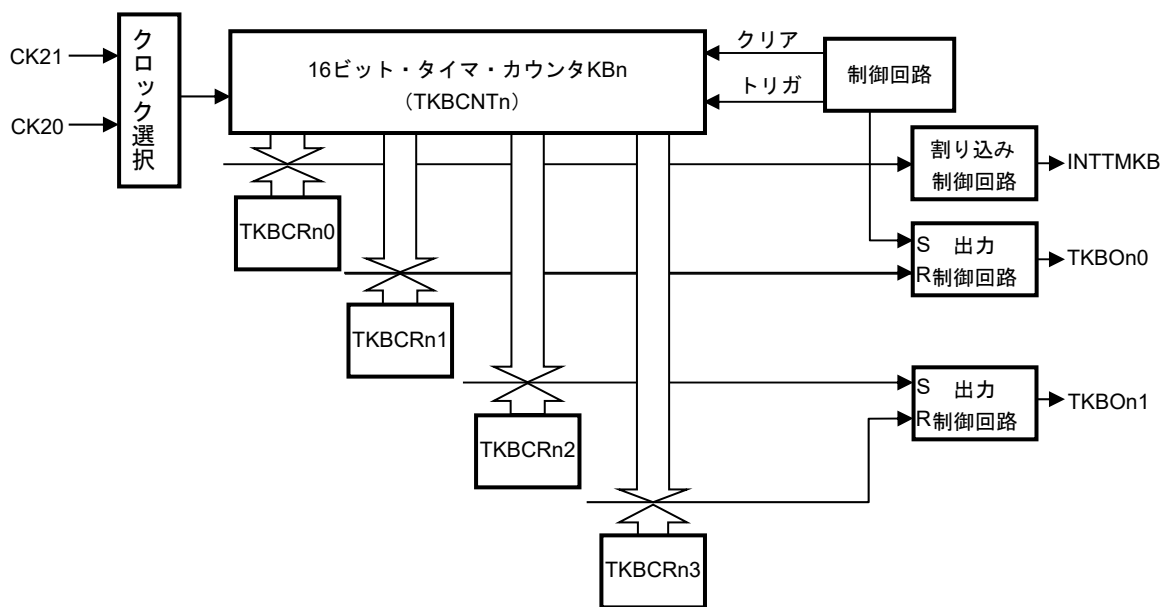 CK21
CK20
クロック選択
16ビット・タイマ・カウンタKBn
（TKBCNTn）
クリア
トリガ
制御回路
割り込み
制御回路
INTTMKB
TKBCRn0
S 出力
R制御回路
TKBOn0
TKBCRn1
S 出力
R制御回路
TKBOn1
TKBCRn2
TKBCRn3